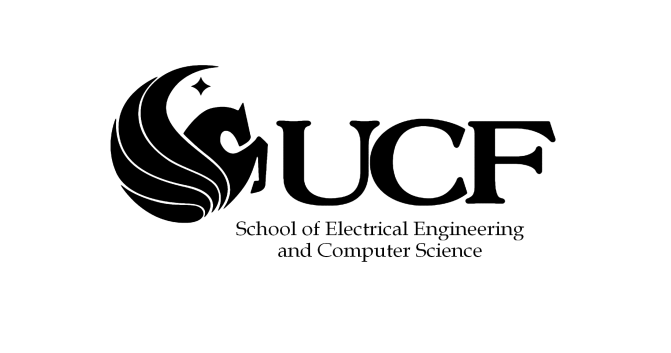 UCF
School of Electrical Engineering
and Computer Science